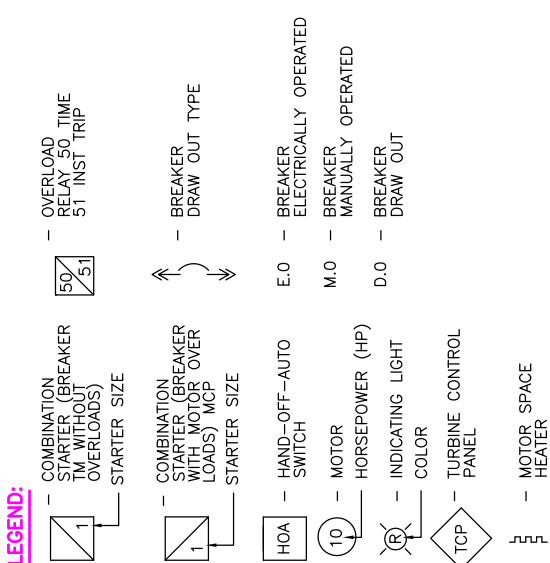 LEGEND:
1
- COMBINATION
STARTER (BREAKER
TM WITHOUT
OVERLOADS)
STARTER SIZE
1
- COMBINATION
STARTER (BREAKER
WITH MOTOR OVER
LOADS) MCP
STARTER SIZE
HOA - HAND-OFF-AUTO
SWITCH
10 - MOTOR
HORSEPOWER (HP)
R - INDICATING LIGHT
COLOR
TCP - TURBINE CONTROL
PANEL
- MOTOR SPACE
HEATER
50/51
- OVERLOAD
RELAY 50 TIME
51 INST TRIP
- BREAKER
DRAW OUT TYPE
E.O - BREAKER
ELECTRICALLY OPERATED
M.O - BREAKER
MANUALLY OPERATED
D.O - BREAKER
DRAW OUT